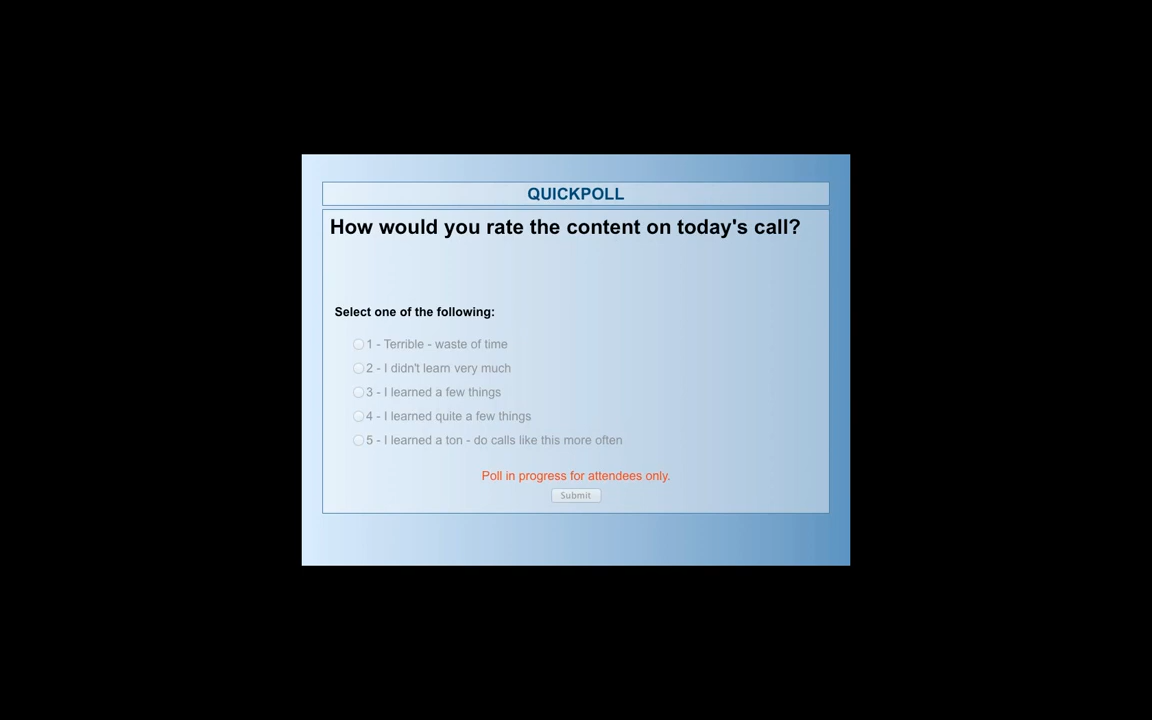 QUICKPOLL
How would you rate the content on today's call?
Select one of the following:
1 - Terrible - waste of time
2 - I didn't learn very much
3 - I learned a few things
4 - I learned quite a few things
5 - I learned a ton - do calls like this more often
Poll in progress for attendees only.
Submit